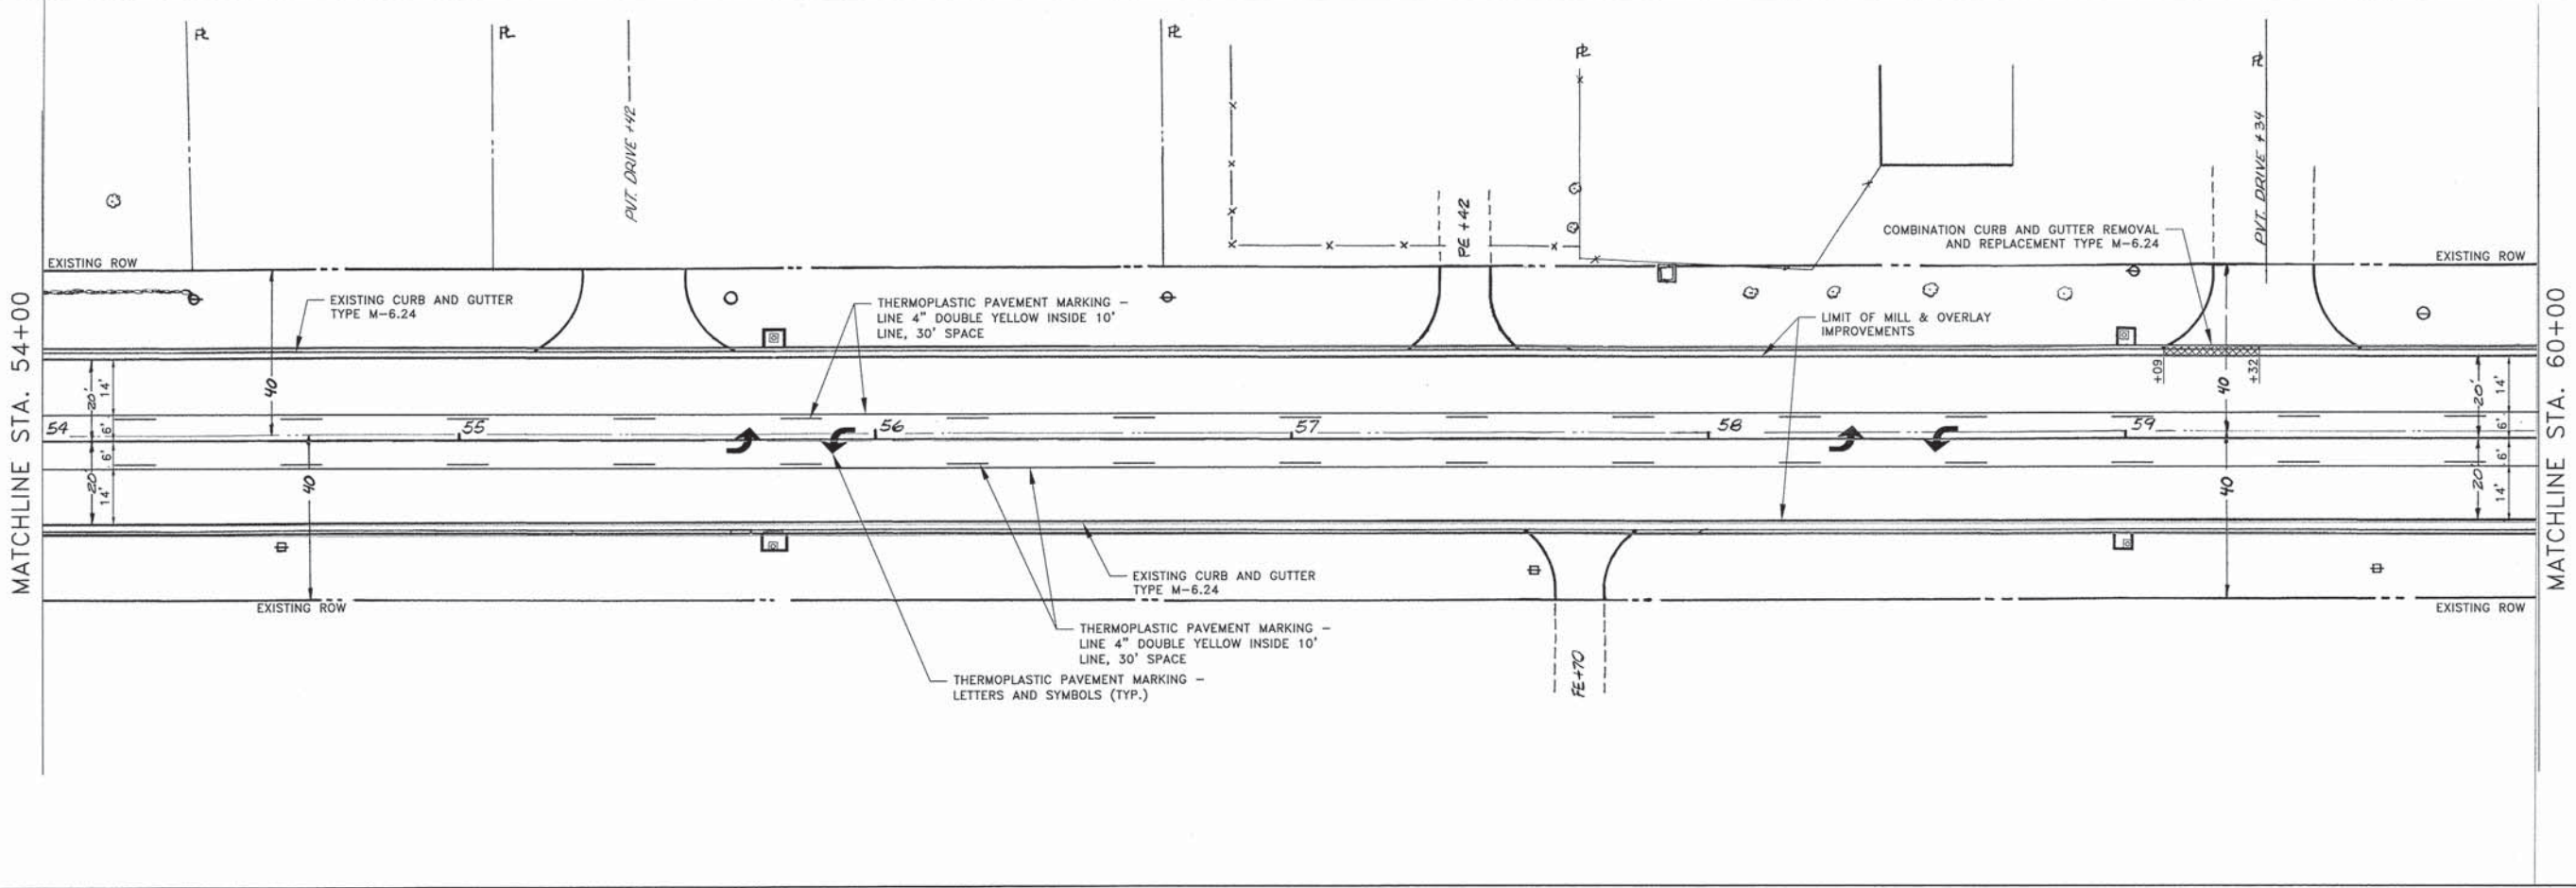 MATCHLINE STA. 54+00
PL
PL
PVT. DRIVE +42
PL
PL
PE +42
PL
PVT. DRIVE +34
COMBINATION CURB AND GUTTER REMOVAL
AND REPLACEMENT TYPE M-6.24
EXISTING ROW
EXISTING ROW
EXISTING CURB AND GUTTER
TYPE M-6.24
THERMOPLASTIC PAVEMENT MARKING -
LINE 4" DOUBLE YELLOW INSIDE 10'
LINE, 30' SPACE
LIMIT OF MILL & OVERLAY
IMPROVEMENTS
+09
+32
20'
14'
40
40
20'
14'
54
6'
55
56
57
58
59
6'
20'
6'
14'
40
40
20'
6'
14'
EXISTING CURB AND GUTTER
TYPE M-6.24
EXISTING ROW
EXISTING ROW
THERMOPLASTIC PAVEMENT MARKING -
LINE 4" DOUBLE YELLOW INSIDE 10'
LINE, 30' SPACE
FE+70
THERMOPLASTIC PAVEMENT MARKING -
LETTERS AND SYMBOLS (TYP.)
MATCHLINE STA. 60+00